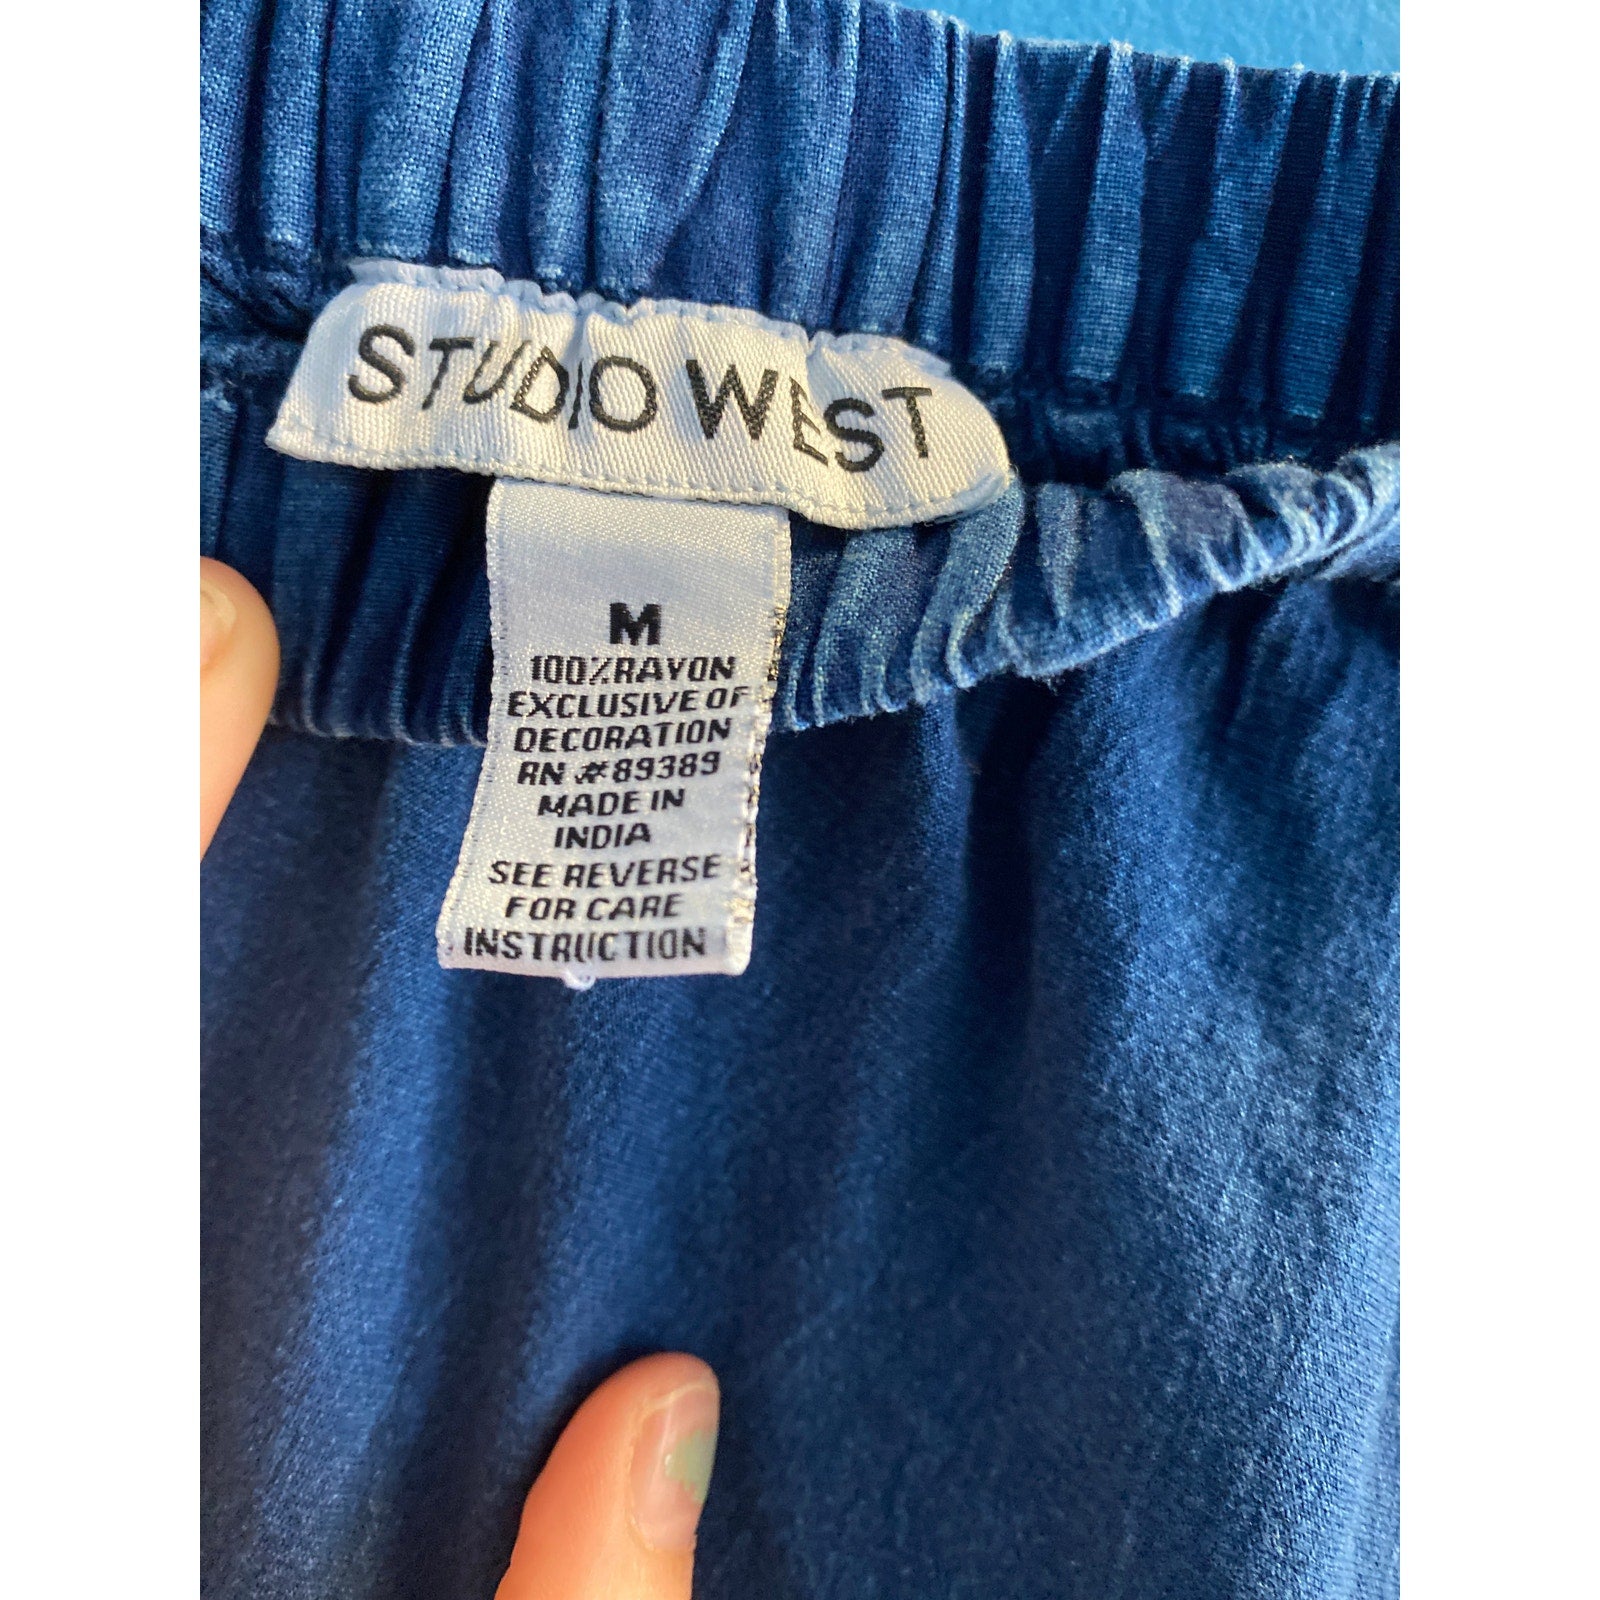 STUDIO WEST
M
100%RAYON
EXCLUSIVE OF
DECORATION
RN #89389
MADE IN
INDIA
SEE REVERSE
FOR CARE
INSTRUCTION